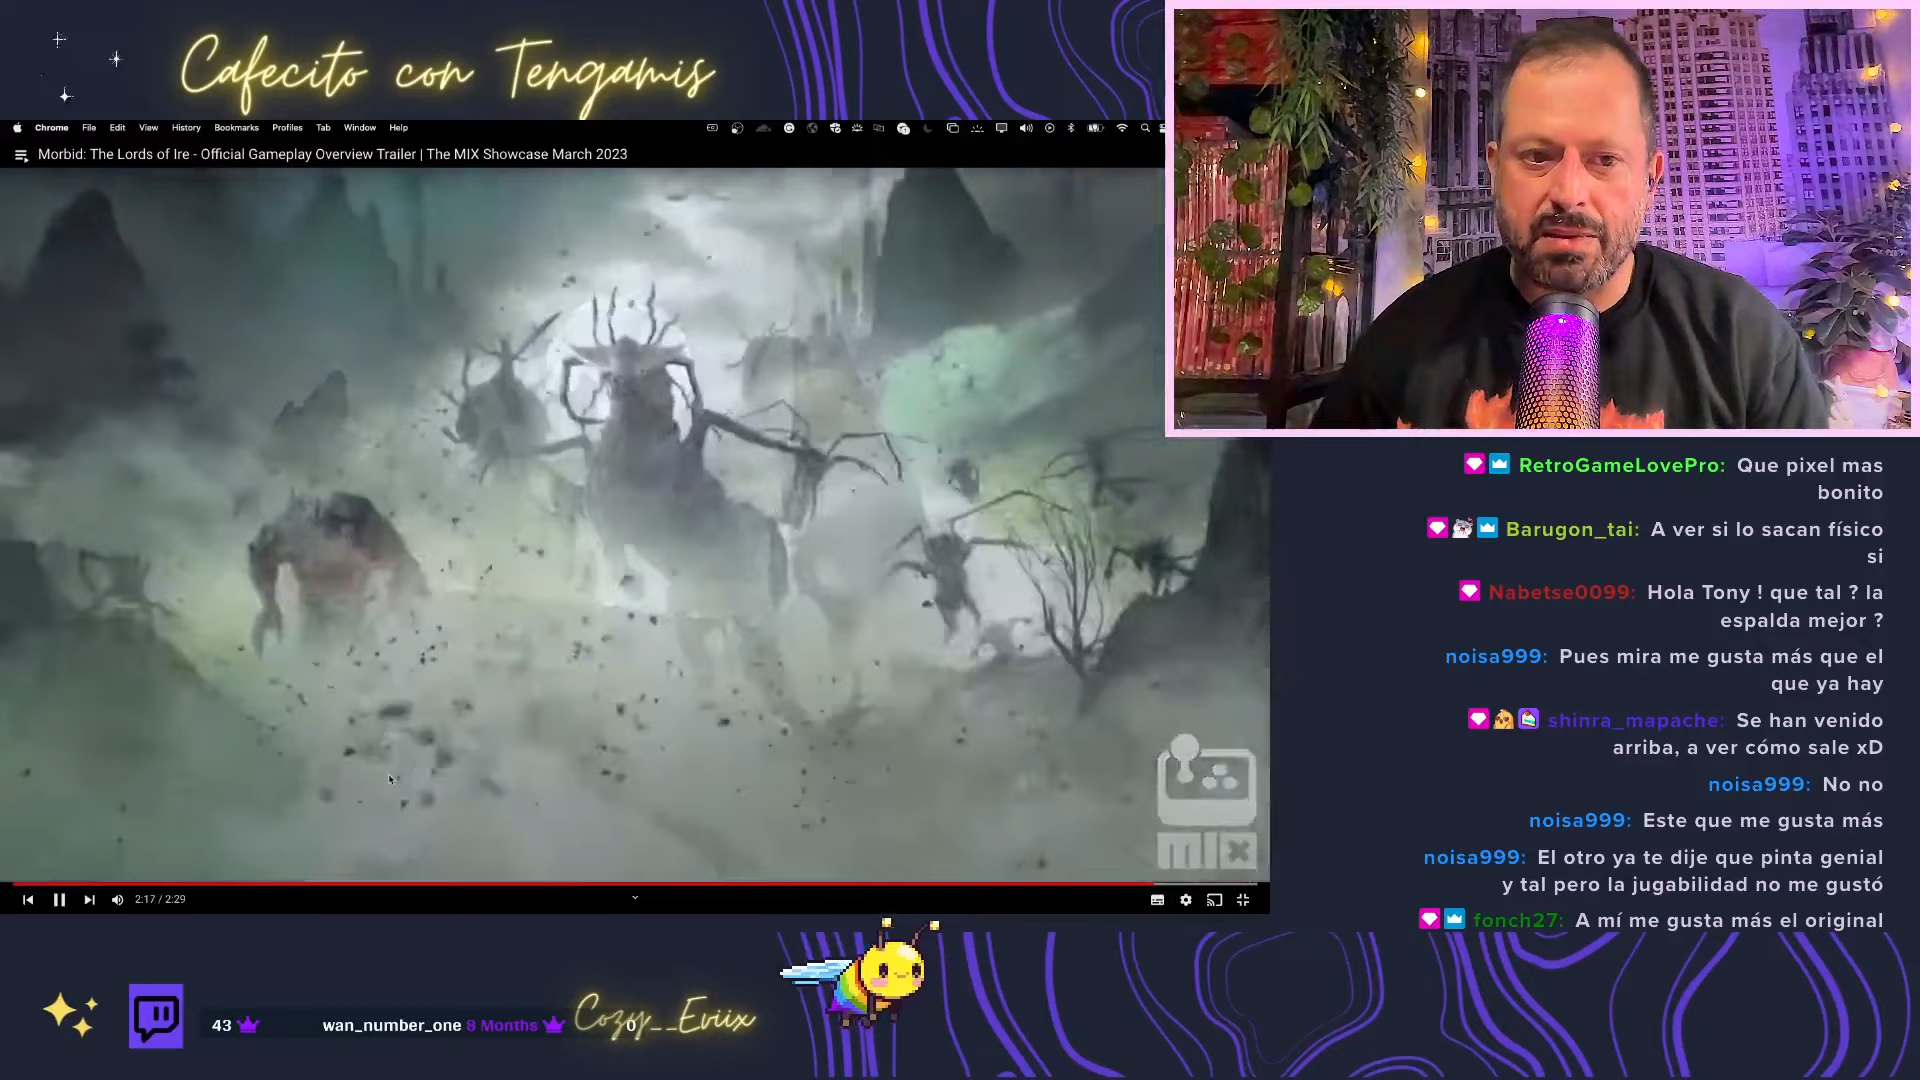 Cafecito con Tengamis
Chrome File Edit View History Bookmarks Profiles Tab Window Help
Morbid: The Lords of Ire - Official Gameplay Overview Trailer | The MIX Showcase March 2023
mix
2:17 / 2:29
RetroGameLovePro: Que pixel mas
bonito
Barugon_tai: A ver si lo sacan físico
si
Nabetse0099: Hola Tony ! que tal ? la
espalda mejor ?
noisa999: Pues mira me gusta más que el
que ya hay
shinra_mapache: Se han venido
arriba, a ver cómo sale xD
noisa999: No no
noisa999: Este que me gusta más
noisa999: El otro ya te dije que pinta genial
y tal pero la jugabilidad no me gustó
fonch27: A mí me gusta más el original
43 wan_number_one 8 Months 0
Cozy__Eviix